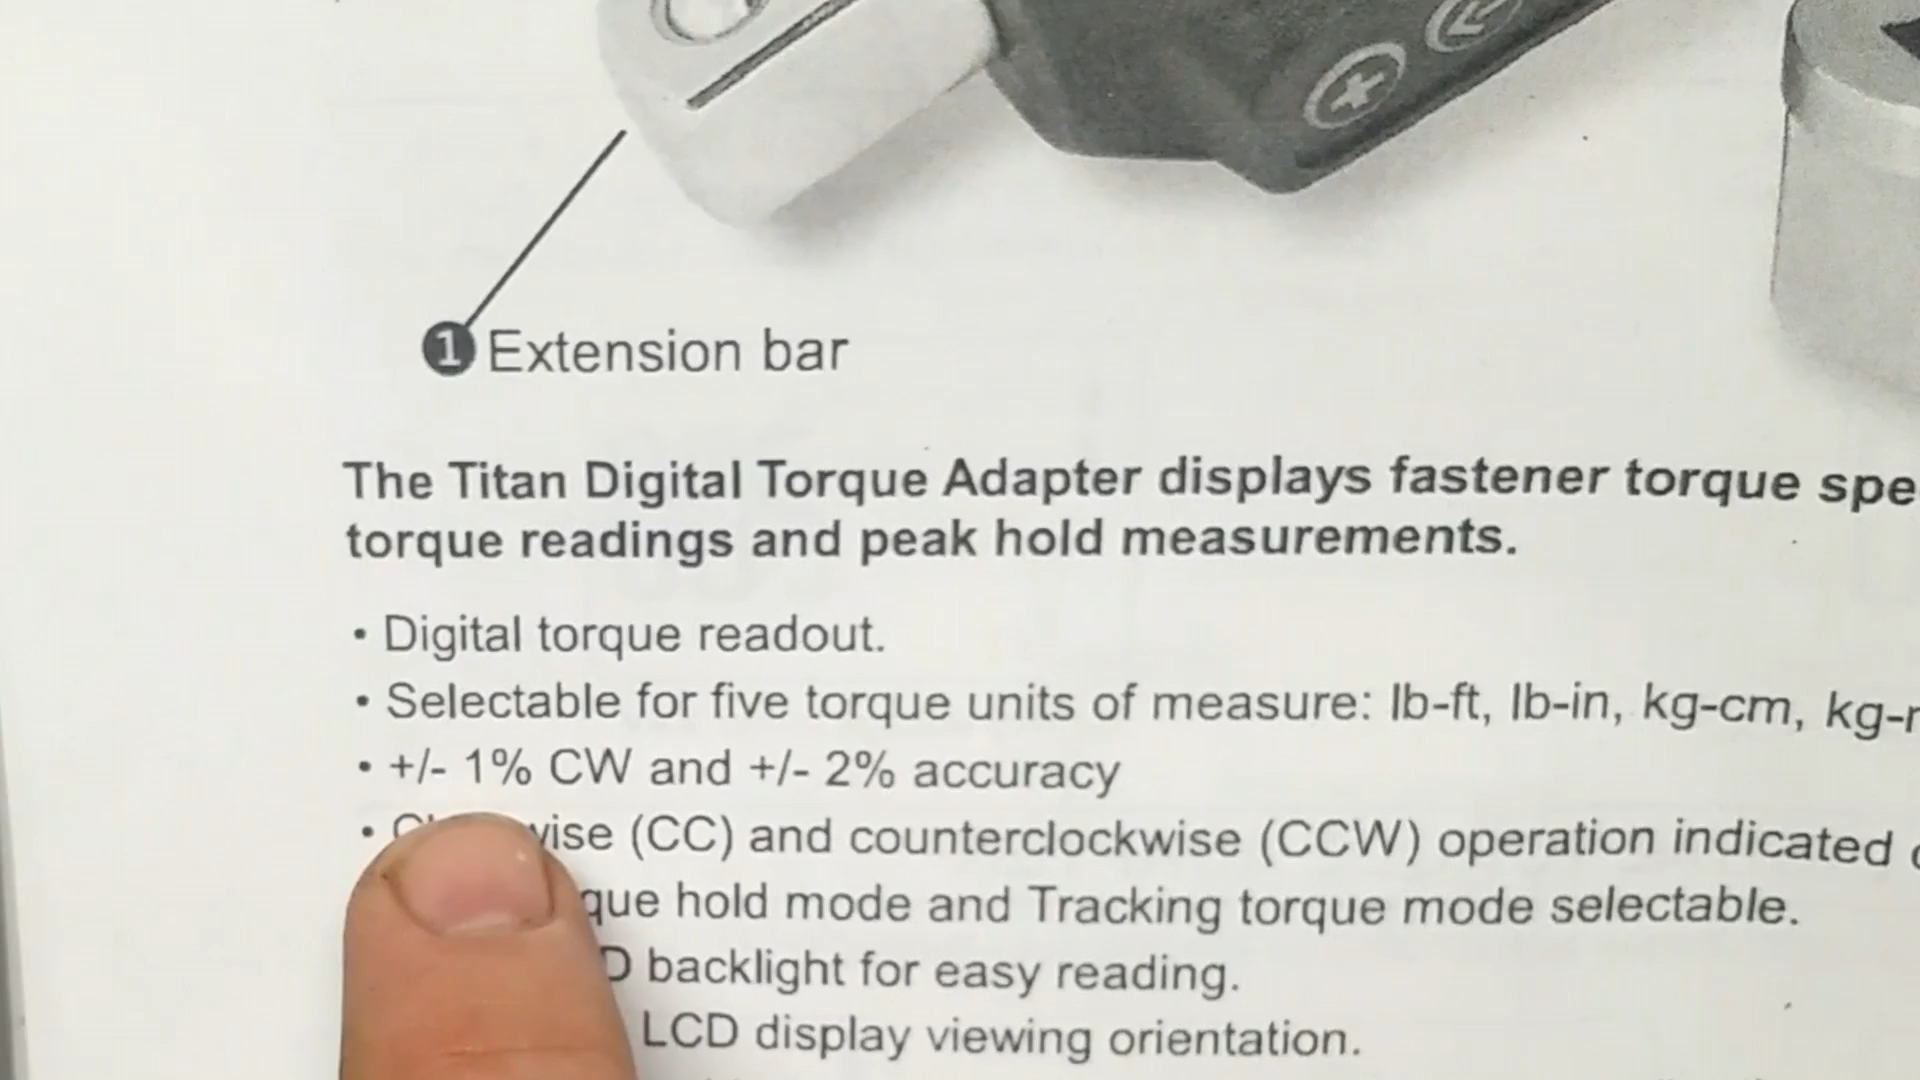 1 Extension bar
The Titan Digital Torque Adapter displays fastener torque
torque readings and peak hold measurements.
• Digital torque readout.
• Selectable for five torque units of measure: lb-ft, lb-in, kg-cm,
• +/- 1% CW and +/- 2% accuracy
• (CC) and counterclockwise (CCW) operation indicated
hold mode and Tracking torque mode selectable.
backlight for easy reading.
LCD display viewing orientation.